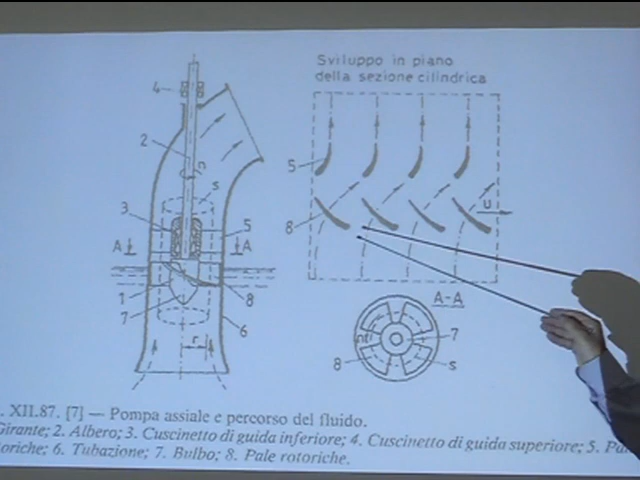 Sviluppo in piano
della sezione cilindrica
4
2
n
s
3
5
A
A
1
7
8
6
r
5
8
U
A-A
n
7
8
s
. XII.87. [7] — Pompa assiale e percorso del fluido.
Girante; 2. Albero; 3. Cuscinetto di guida inferiore; 4. Cuscinetto di guida superiore; 5. Pa
oriche; 6. Tubazione; 7. Bulbo; 8. Pale rotoriche.